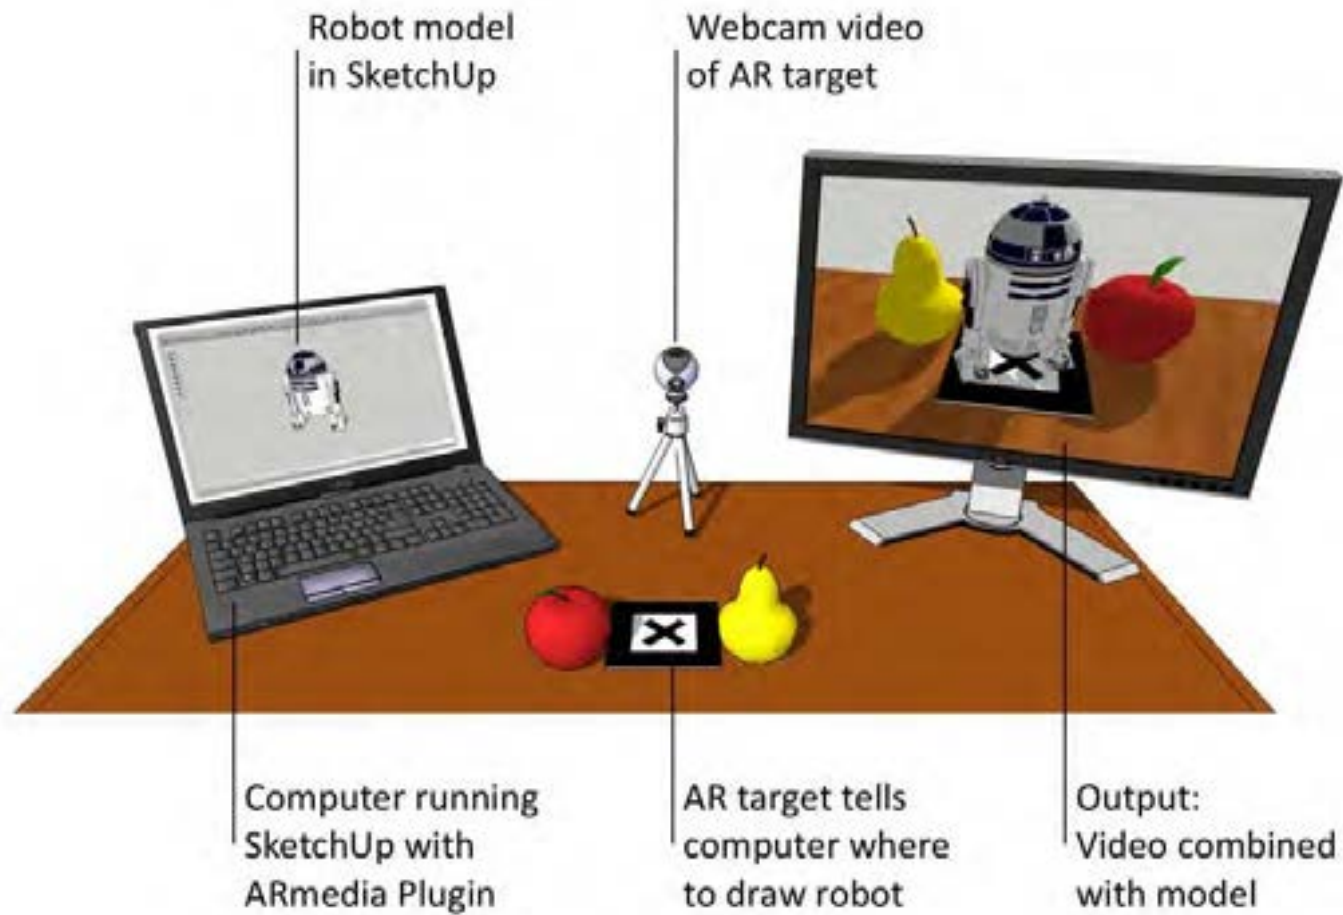 Robot model
in SketchUp
Webcam video
of AR target
Computer running
SketchUp with
ARmedia Plugin
AR target tells
computer where
to draw robot
Output:
Video combined
with model